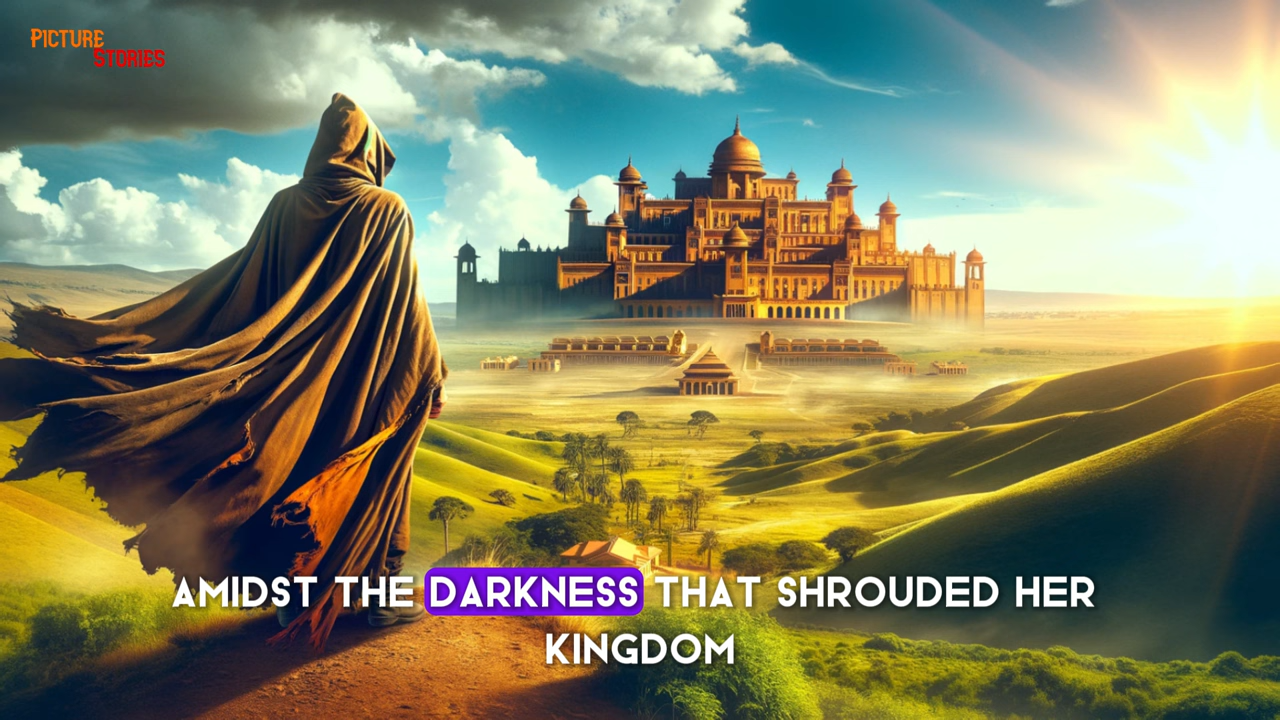 PICTURE
STORIES
AMIDST THE DARKNESS THAT SHROUDED HER
KINGDOM